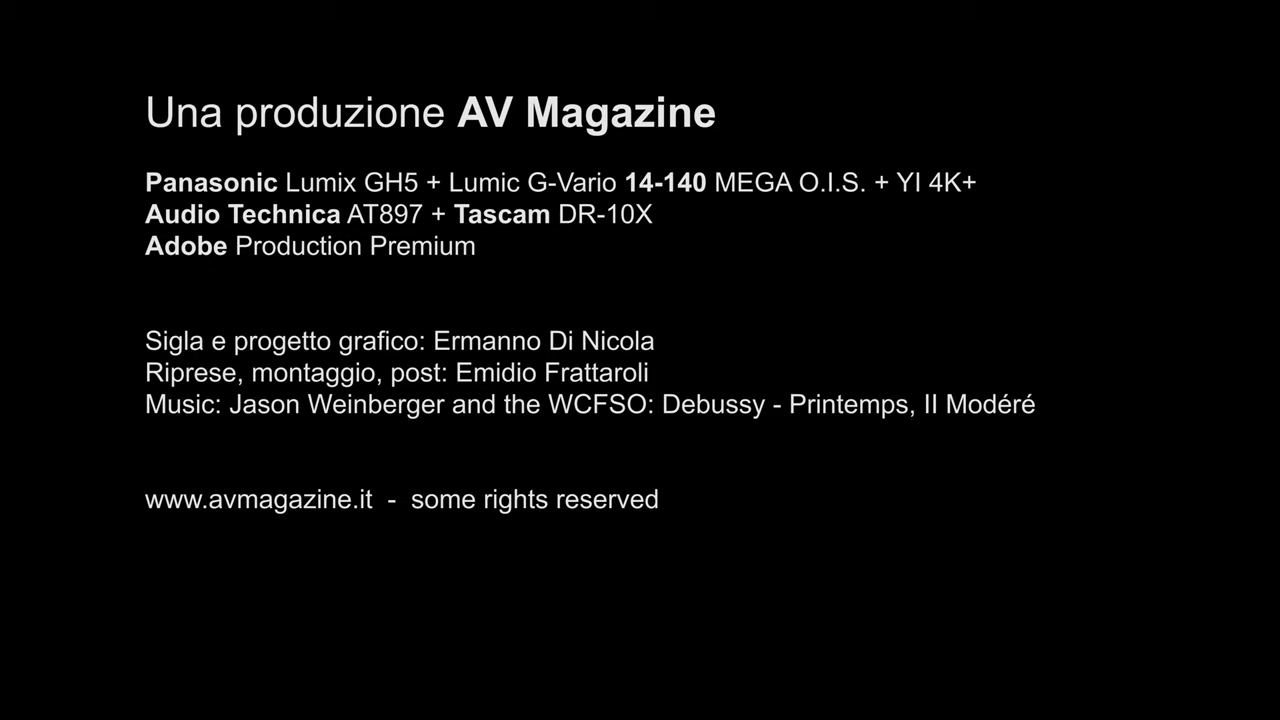 Una produzione AV Magazine
Panasonic Lumix GH5 + Lumic G-Vario 14-140 MEGA O.I.S. + YI 4K+
Audio Technica AT897 + Tascam DR-10X
Adobe Production Premium
Sigla e progetto grafico: Ermanno Di Nicola
Riprese, montaggio, post: Emidio Frattaroli
Music: Jason Weinberger and the WCFSO: Debussy - Printemps, II Modéré
www.avmagazine.it - some rights reserved